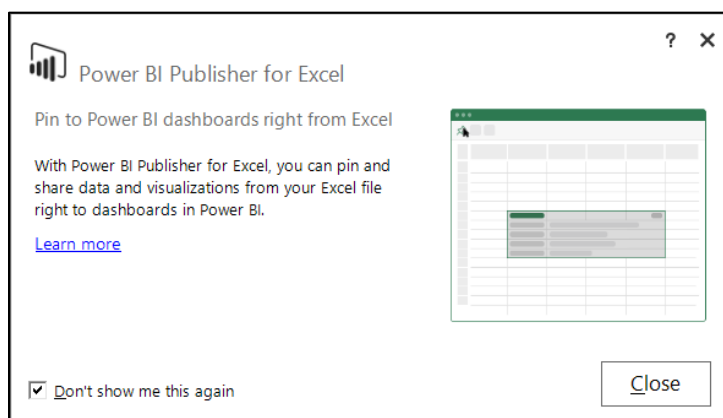 ? ×
Power BI Publisher for Excel
Pin to Power BI dashboards right from Excel
With Power BI Publisher for Excel, you can pin and
share data and visualizations from your Excel file
right to dashboards in Power BI.
Learn more
Don't show me this again
Close